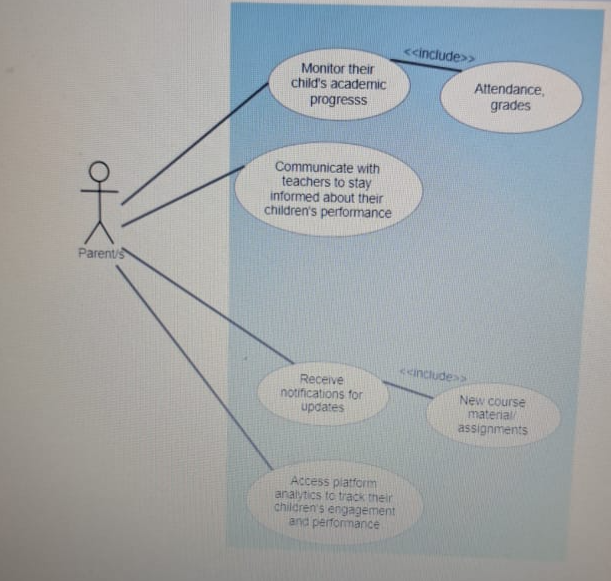 <<include>>
Monitor their
child's academic
progresss
Attendance,
grades
Communicate with
teachers to stay
informed about their
children's performance
Parent/s
<<include>>
Receive
notifications for
updates
New course
material/
assignments
Access platform
analytics to track their
children's engagement
and performance